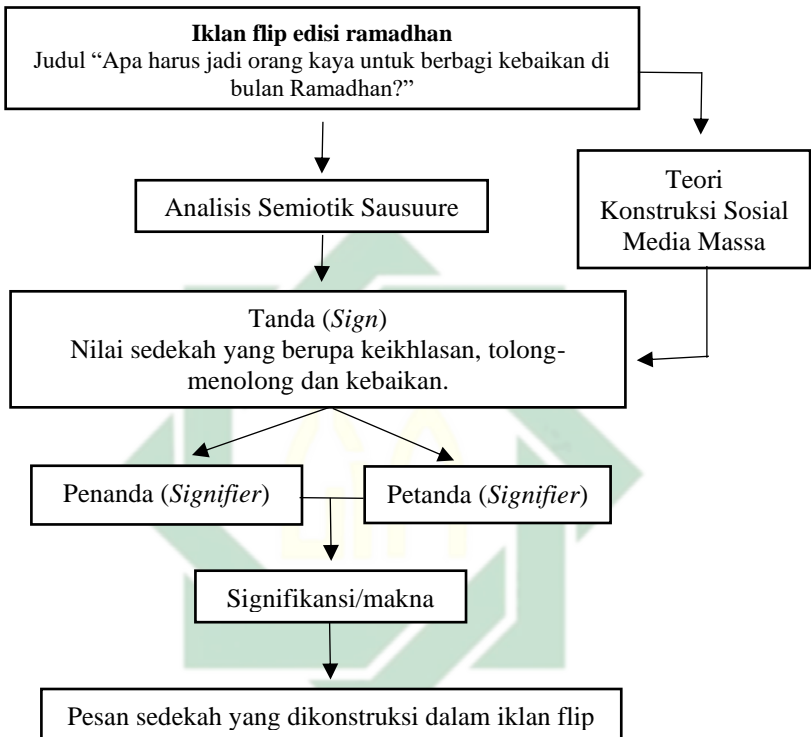 Iklan flip edisi ramadhan
Judul “Apa harus jadi orang kaya untuk berbagi kebaikan di
bulan Ramadhan?”
Analisis Semiotik Sausuure
Teori
Konstruksi Sosial
Media Massa
Tanda (Sign)
Nilai sedekah yang berupa keikhlasan, tolong-
menolong dan kebaikan.
Penanda (Signifier)
Petanda (Signifier)
Signifikansi/makna
Pesan sedekah yang dikonstruksi dalam iklan flip